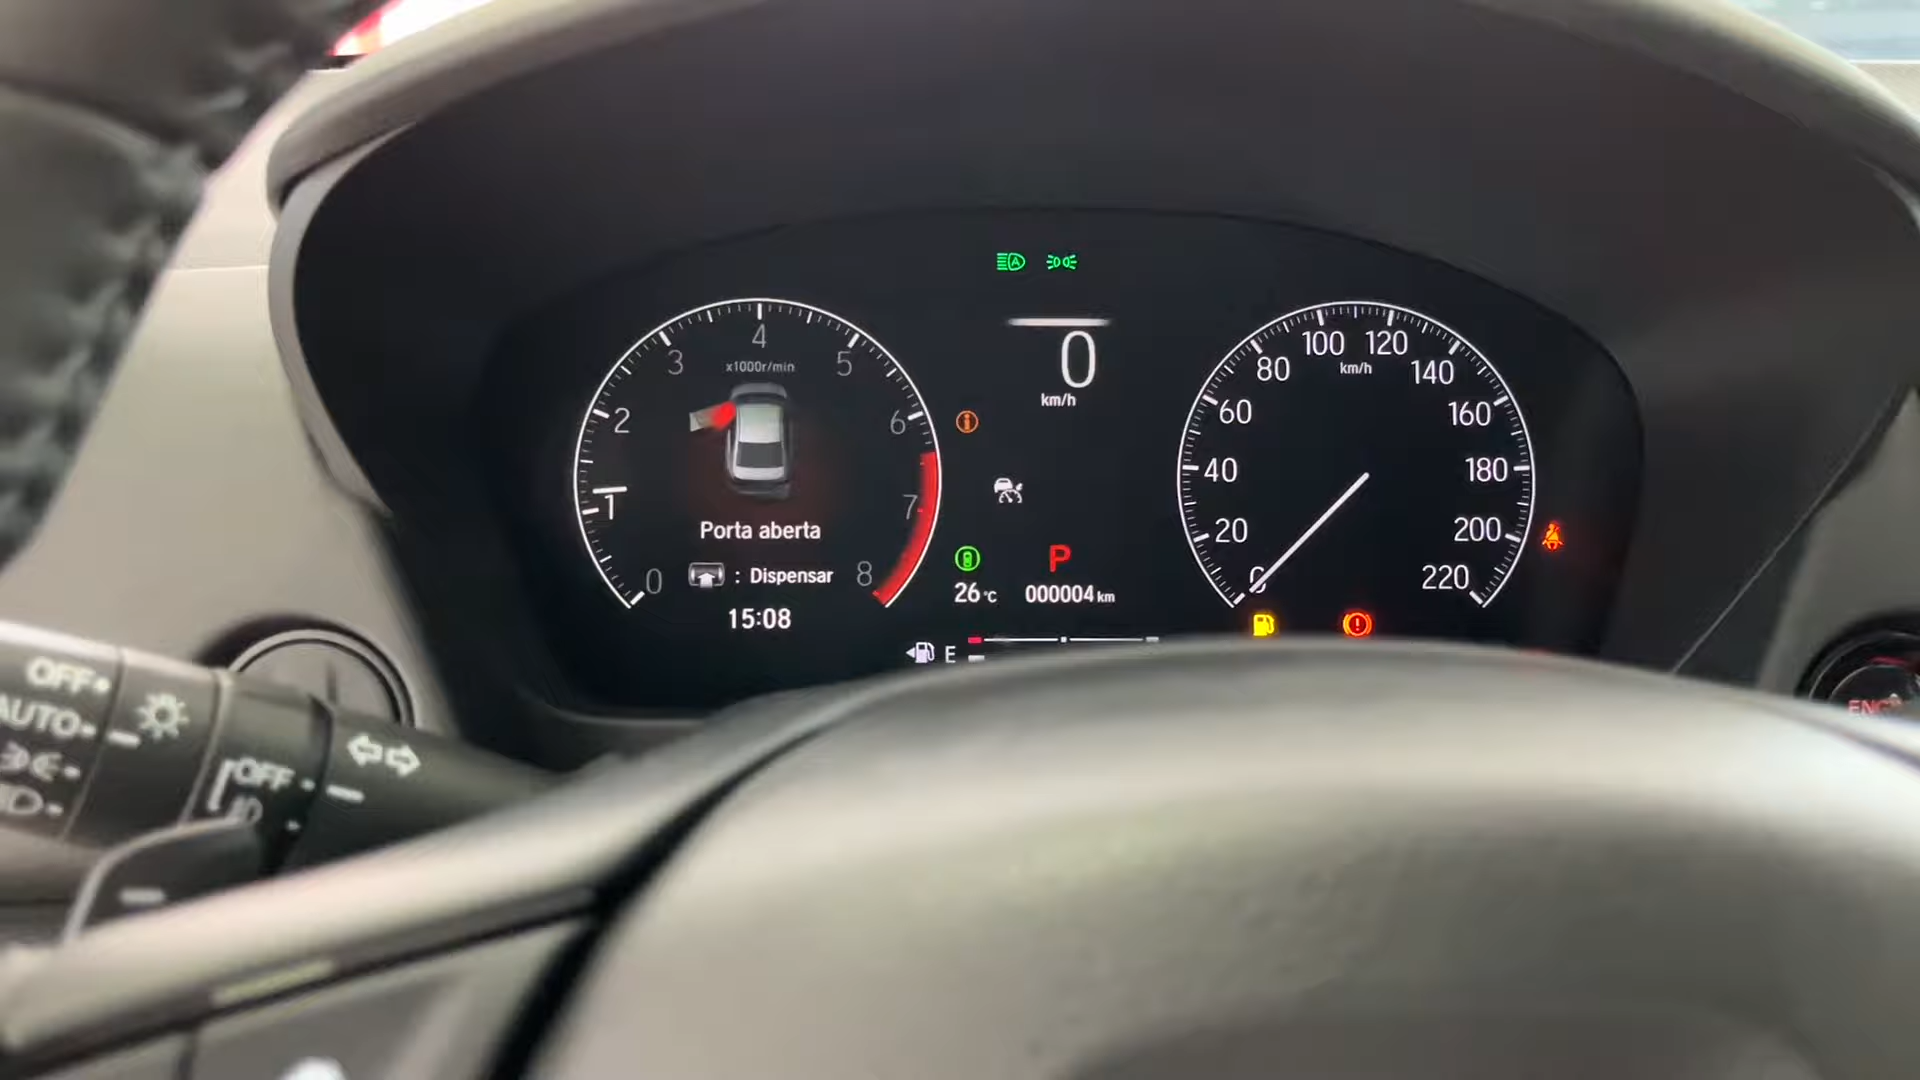 A
0
km/h
0
1
2
3
4
5
6
7
8
x1000r/min
Porta aberta
: Dispensar
15:08
26°C
P
000004 km
E
0
20
40
60
80
100
120
140
160
180
200
220
km/h
OFF
AUTO
OFF